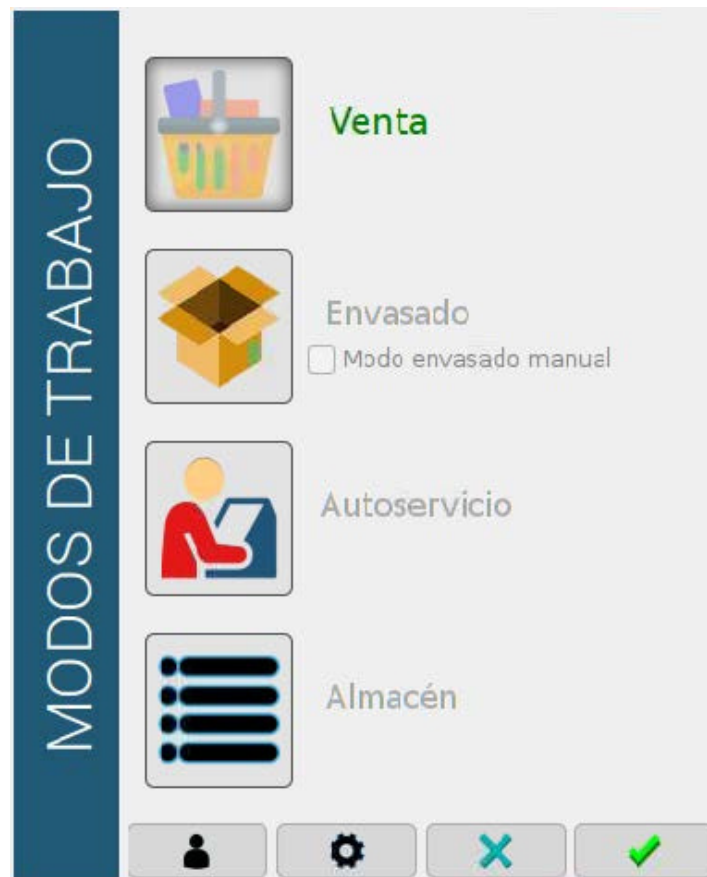 MODOS DE TRABAJO
Venta
Envasado
Modo envasado manual
Autoservicio
Almacén